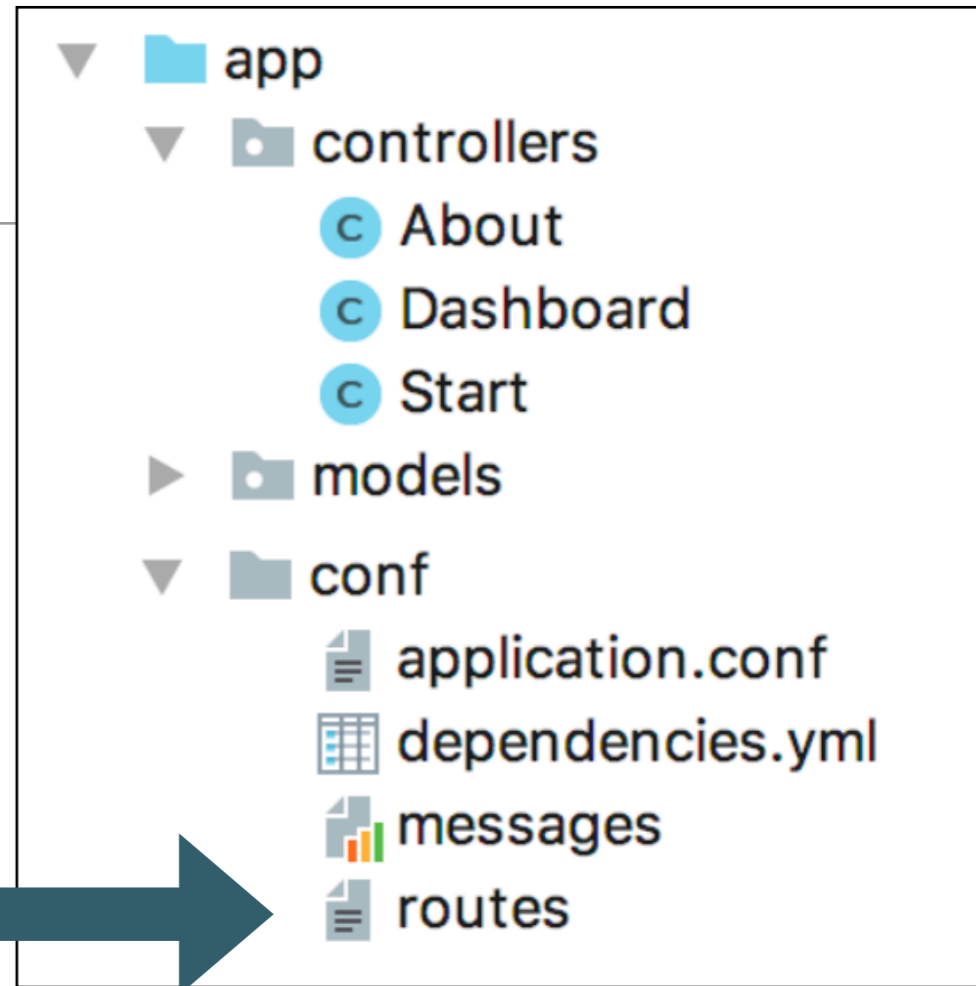 app
controllers
C About
C Dashboard
C Start
models
conf
application.conf
dependencies.yml
messages
routes